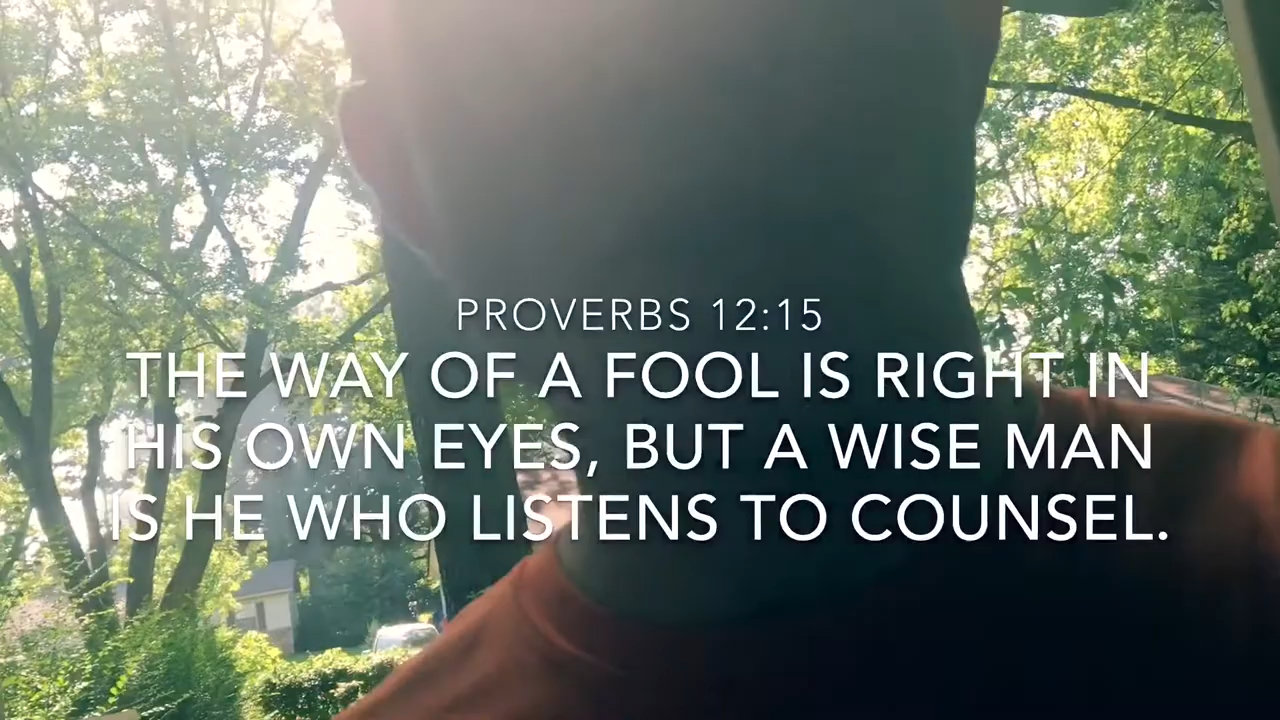 PROVERBS 12:15
THE WAY OF A FOOL IS RIGHT IN
HIS OWN EYES, BUT A WISE MAN
IS HE WHO LISTENS TO COUNSEL.